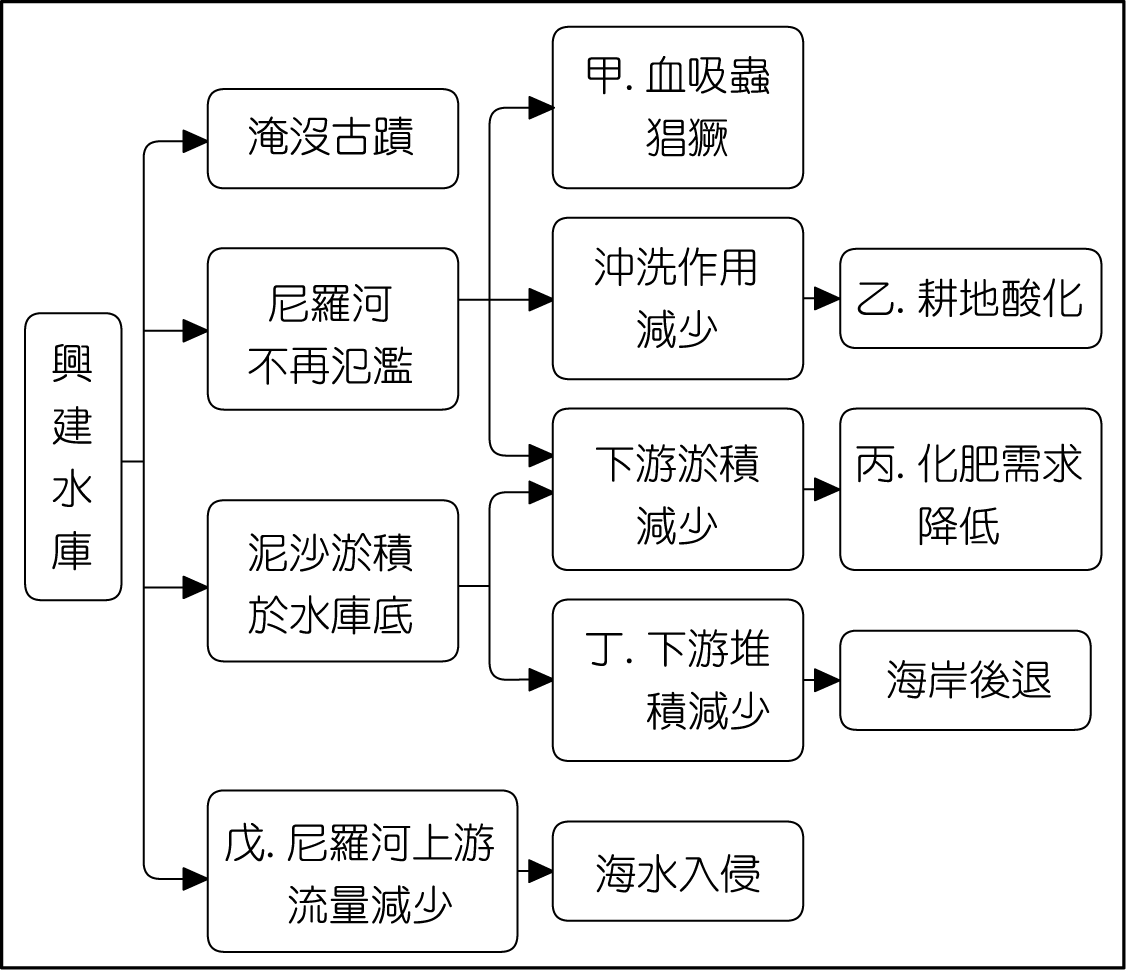 興
建
水
庫
淹沒古蹟
尼羅河
不再氾濫
泥沙淤積
於水庫底
戊. 尼羅河上游
流量減少
甲. 血吸蟲
猖獗
沖洗作用
減少
下游淤積
減少
丁. 下游堆
積減少
海水入侵
乙. 耕地酸化
丙. 化肥需求
降低
海岸後退